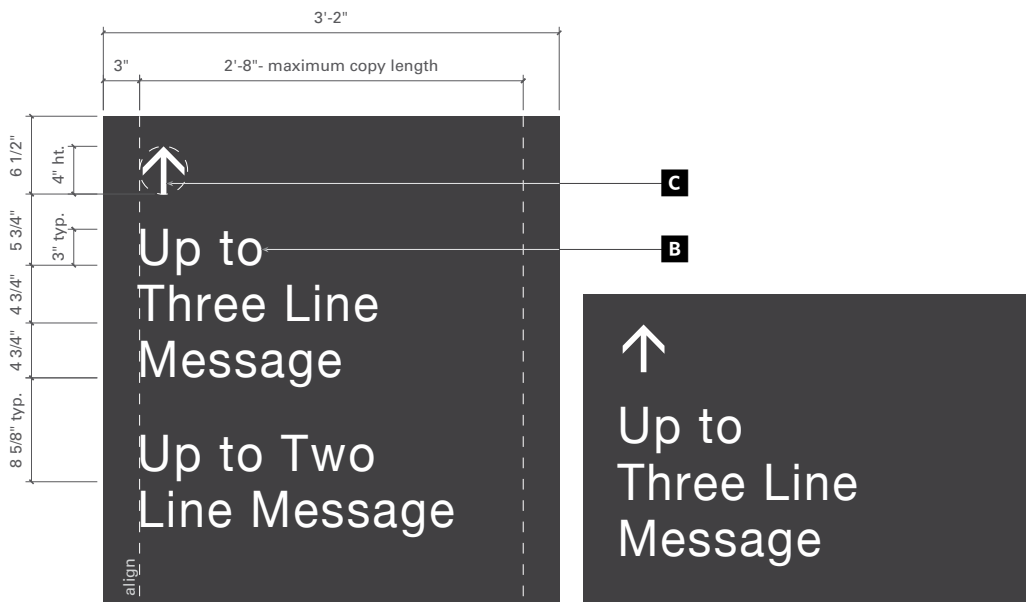 3'-2"
3"
2'-8"- maximum copy length
6 1/2"
4" ht.
C
5 3/4"
3" typ.
B
Up to
Three Line
Message
4 3/4"
4 3/4"
8 5/8" typ.
Up to Two
Line Message
align
Up to
Three Line
Message